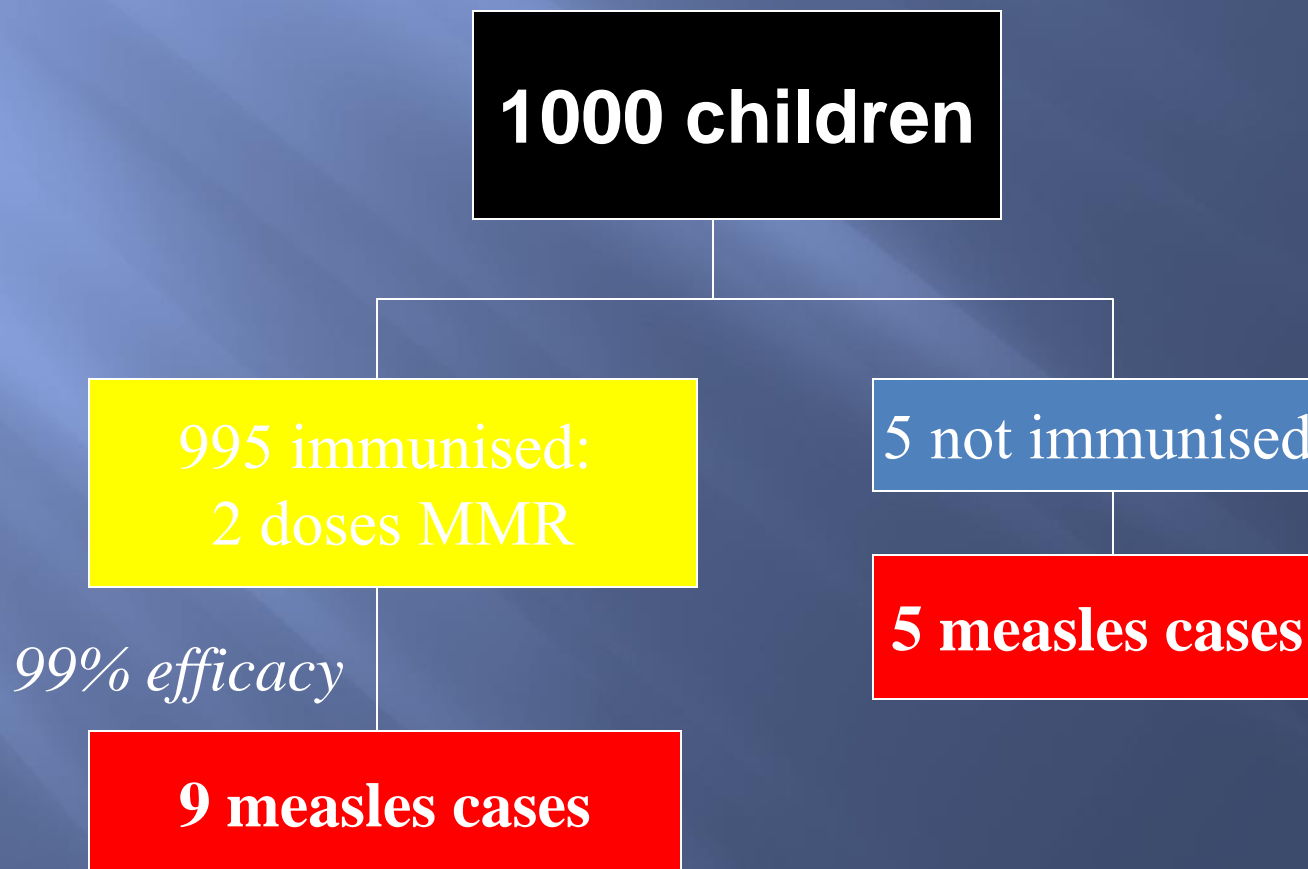 1000 children
995 immunised:
2 doses MMR
5 not immunised
99% efficacy
5 measles cases
9 measles cases